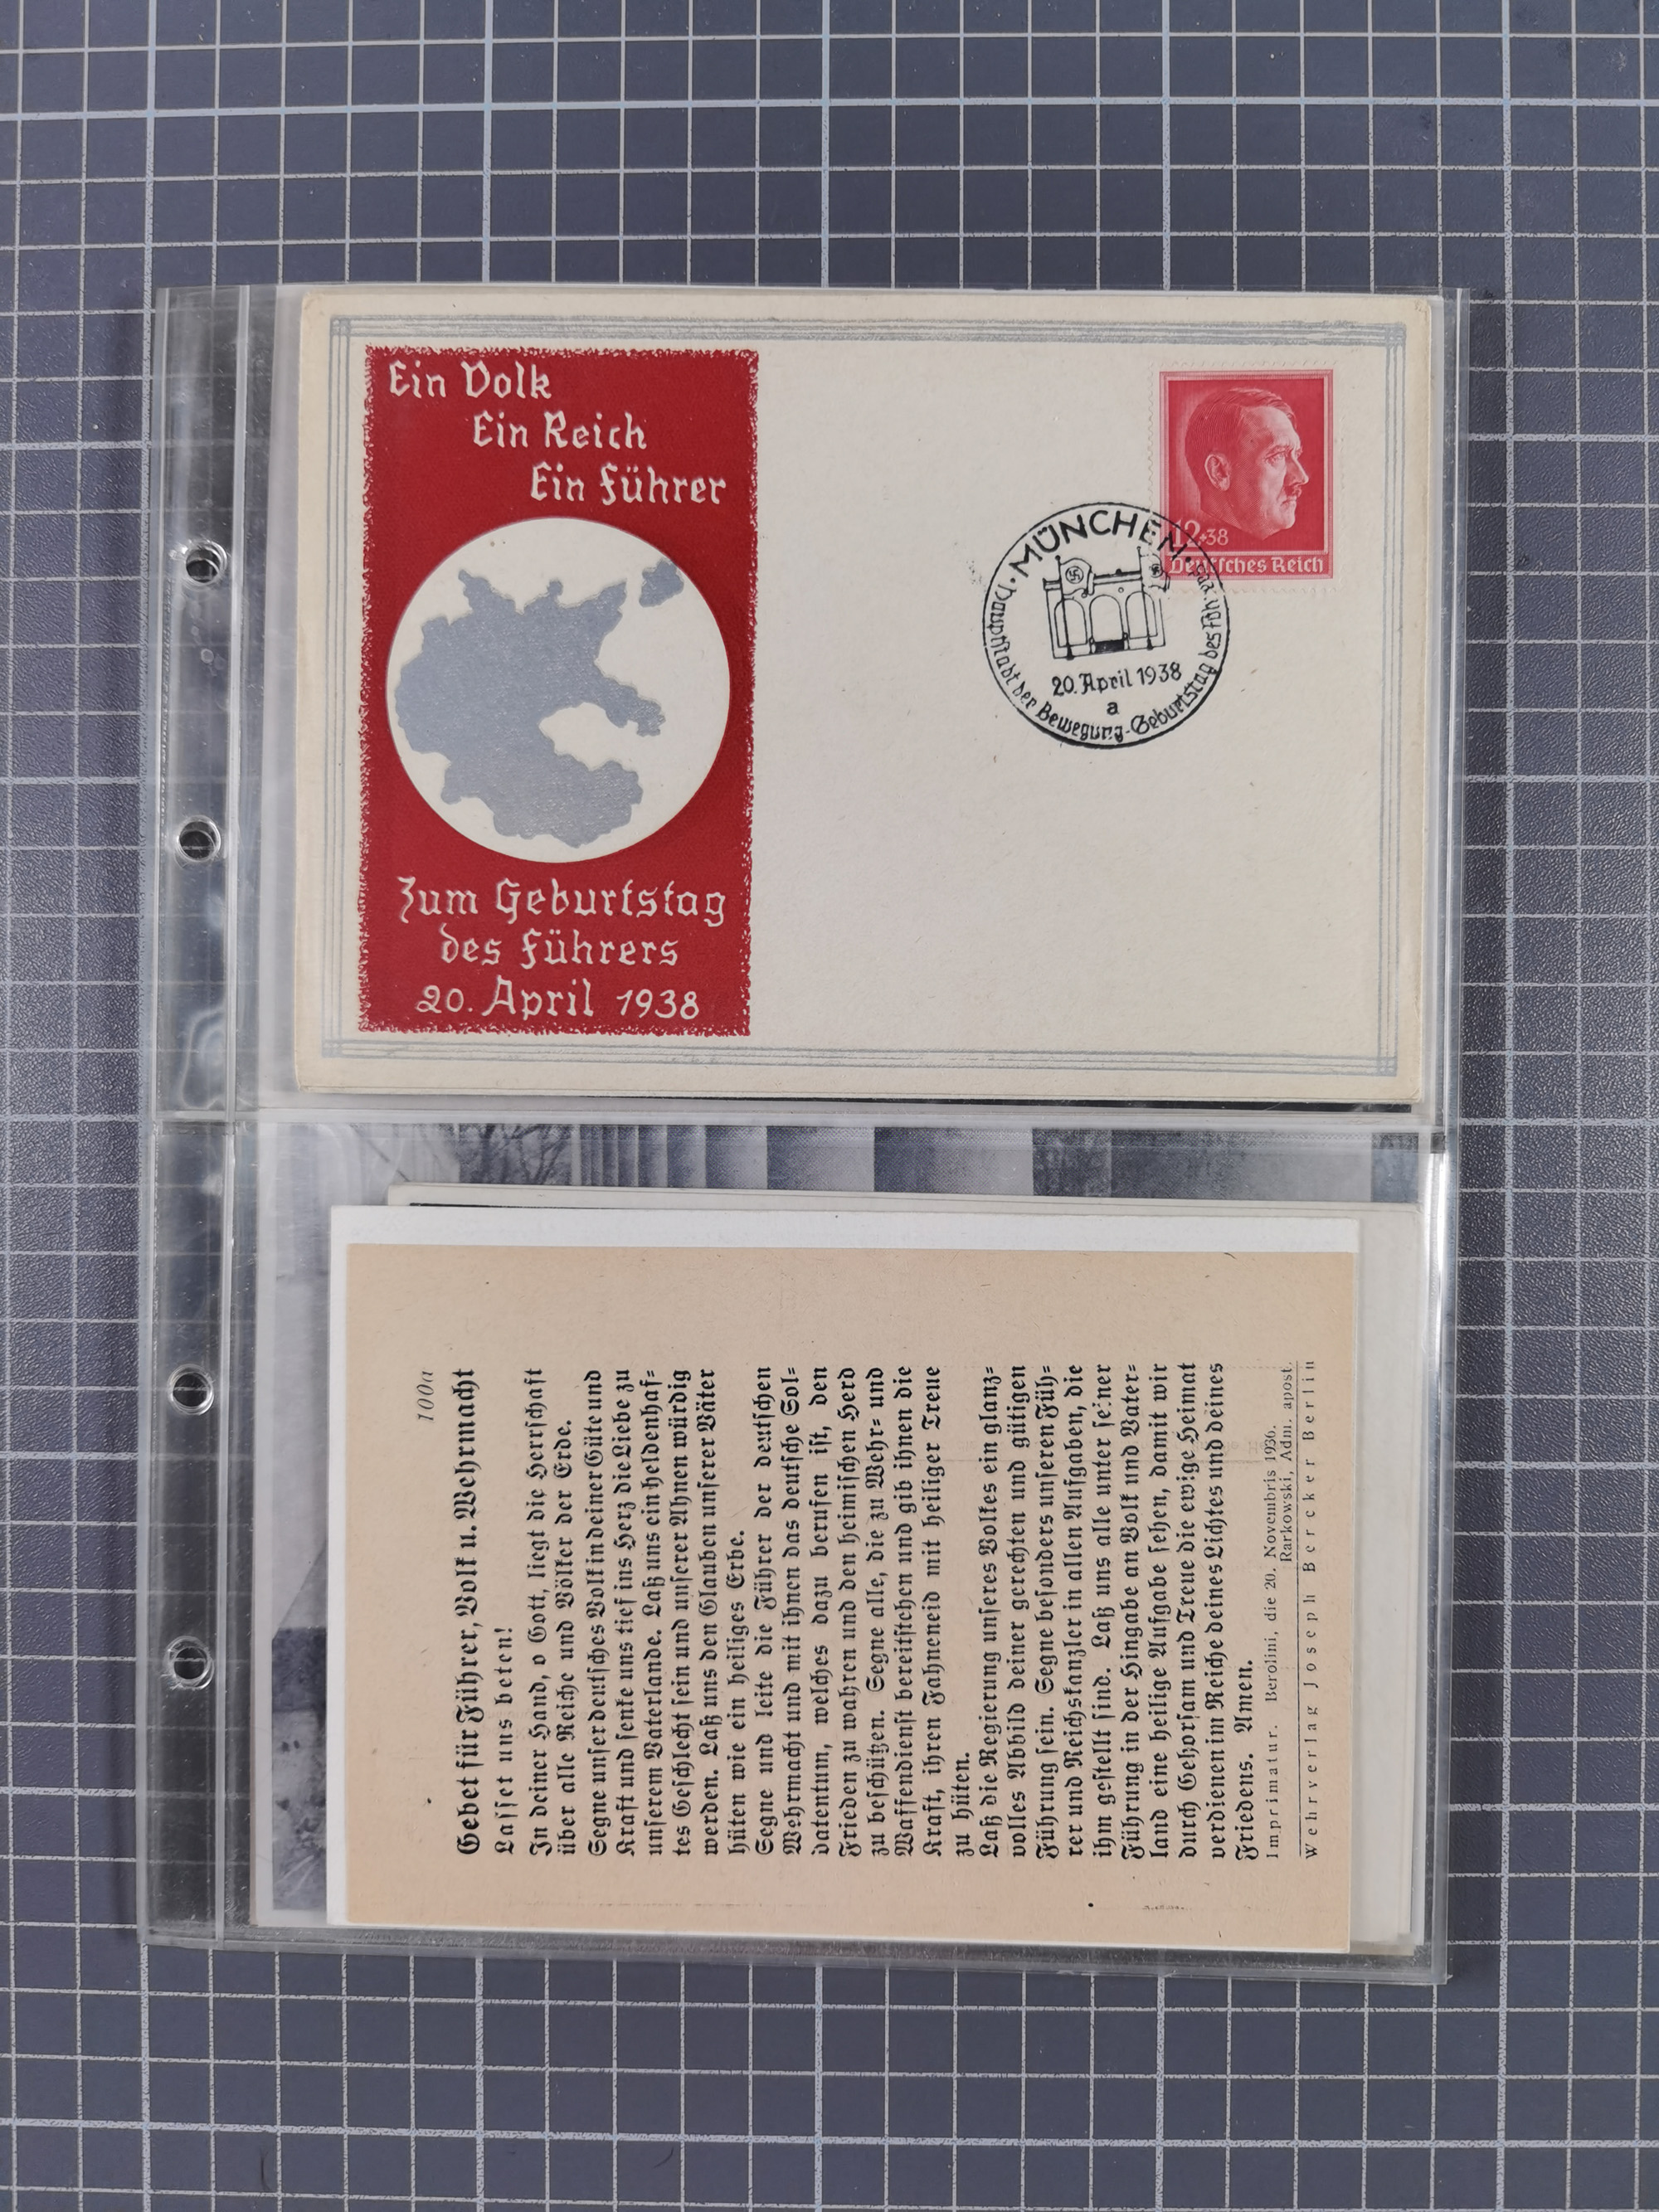 Ein Volk
Ein Reich
Ein Führer
Zum Geburtstag
des Führers
20. April 1938
12+38
Deutsches Reich
MÜNCHEN
20. April 1938
a
Hauptstadt der Bewegung - Geburtstag des Führers
100a
Gebet für Führer, Volk u. Wehrmacht
Lasset uns beten!
In deiner Hand, o Gott, liegt die Herrschaft
über alle Reiche und Völker der Erde.
Segne unser deutsches Volk in deiner Güte und
Kraft und senke uns tief ins Herz die Liebe zu
unserem Vaterlande. Laß uns ein heldenhaf=
tes Geschlecht sein und unserer Ahnen würdig
werden. Laß uns den Glauben unserer Väter
hüten wie ein heiliges Erbe.
Segne und leite die Führer der deutschen
Wehrmacht und mit ihnen das deutsche Sol=
datentum, welches dazu berufen ist, den
Frieden zu wahren und den heimischen Herd
zu beschützen. Segne alle, die zu Wehr= und
Waffendienst bereitstehen und gib ihnen die
Kraft, ihren Fahneneid mit heiliger Treue
zu hüten.
Laß die Regierung unseres Volkes ein glanz=
volles Abbild deiner gerechten und gütigen
Führung sein. Segne besonders unseren Füh=
rer und Reichskanzler in allen Aufgaben, die
ihm gestellt sind. Laß uns alle unter seiner
Führung in der Hingabe an Volk und Vater=
land eine heilige Aufgabe sehen, damit wir
durch Gehorsam und Treue die ewige Heimat
verdienen im Reiche deines Lichtes und deines
Friedens. Amen.
Imprimatur. Berolini, die 20. Novembris 1936.
Rarkowski, Adm. apost.
Wehrverlag Joseph Bercker Berlin